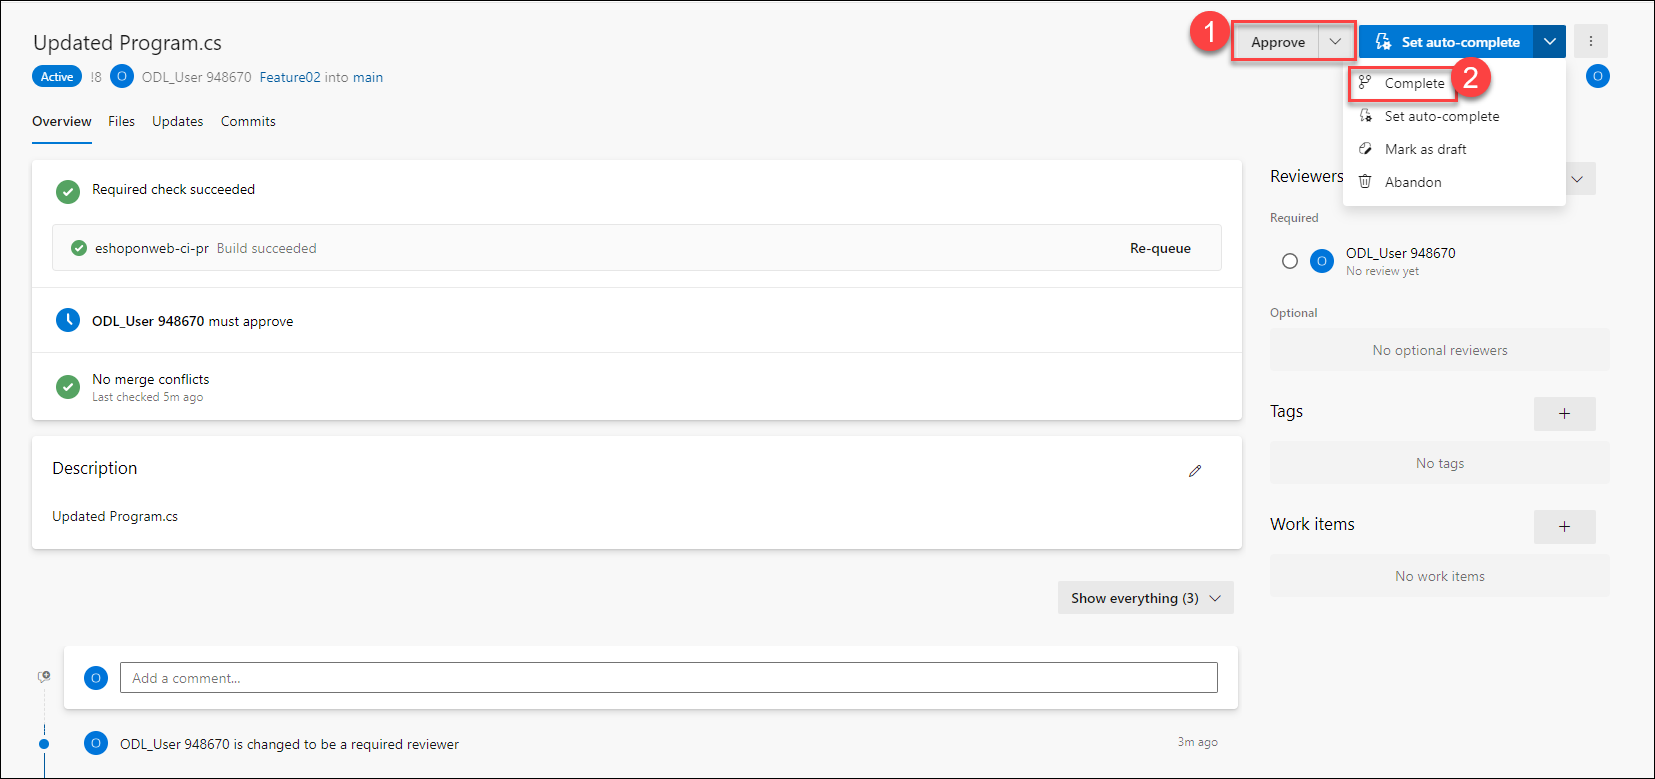 Updated Program.cs
1
Approve
Set auto-complete
Active !8 O ODL_User 948670 Feature02 into main
O
Complete
2
Set auto-complete
Mark as draft
Abandon
Overview Files Updates Commits
Required check succeeded
eshoponweb-ci-pr Build succeeded Re-queue
ODL_User 948670 must approve
No merge conflicts
Last checked 5m ago
Reviewers
Required
O ODL_User 948670
No review yet
Optional
No optional reviewers
Tags
No tags
Work items
No work items
Description
Updated Program.cs
Show everything (3)
O Add a comment...
O ODL_User 948670 is changed to be a required reviewer 3m ago